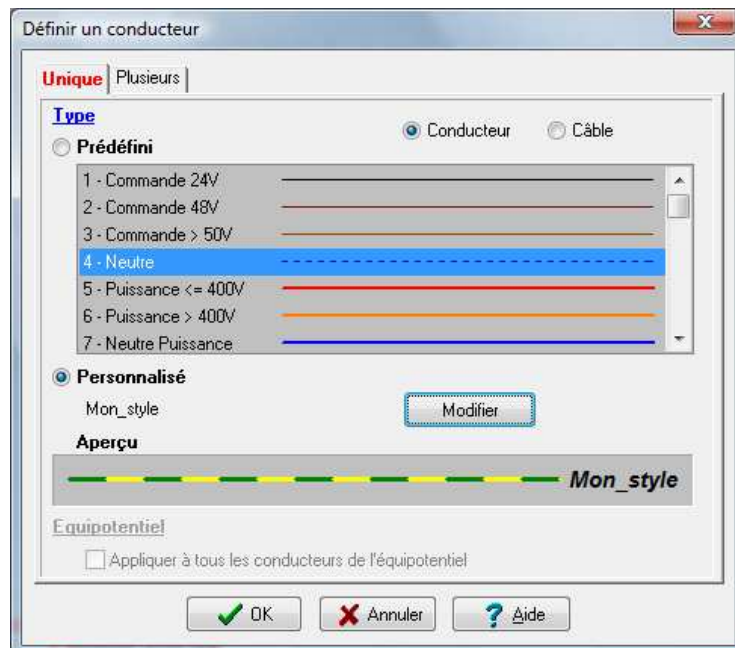 Définir un conducteur
Unique Plusieurs
Type
Conducteur Câble
Prédéfini
1 - Commande 24V
2 - Commande 48V
3 - Commande > 50V
4 - Neutre
5 - Puissance <= 400V
6 - Puissance > 400V
7 - Neutre Puissance
Personnalisé
Mon_style Modifier
Aperçu
Mon_style
Equipotentiel
Appliquer à tous les conducteurs de l'équipotentiel
OK Annuler Aide